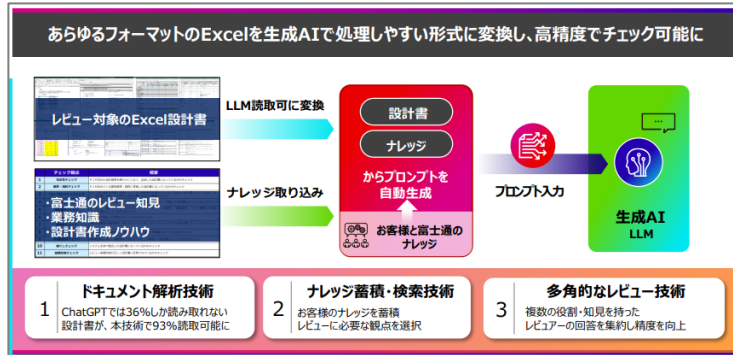 あらゆるフォーマットのExcelを生成AIで処理しやすい形式に変換し、高精度でチェック可能に
レビュー対象のExcel設計書
LLM読取可に変換
チェック観点
・富士通のレビュー知見
・業務知識
・設計書作成ノウハウ
ナレッジ取り込み
設計書
ナレッジ
からプロンプトを
自動生成
お客様と富士通の
ナレッジ
プロンプト入力
生成AI
LLM
1
ドキュメント解析技術
ChatGPTでは36%しか読み取れない
設計書が、本技術で93%読取可能に
2
ナレッジ蓄積・検索技術
お客様のナレッジを蓄積
レビューに必要な観点を選択
3
多角的なレビュー技術
複数の役割・知見を持った
レビュアーの回答を集約し精度を向上